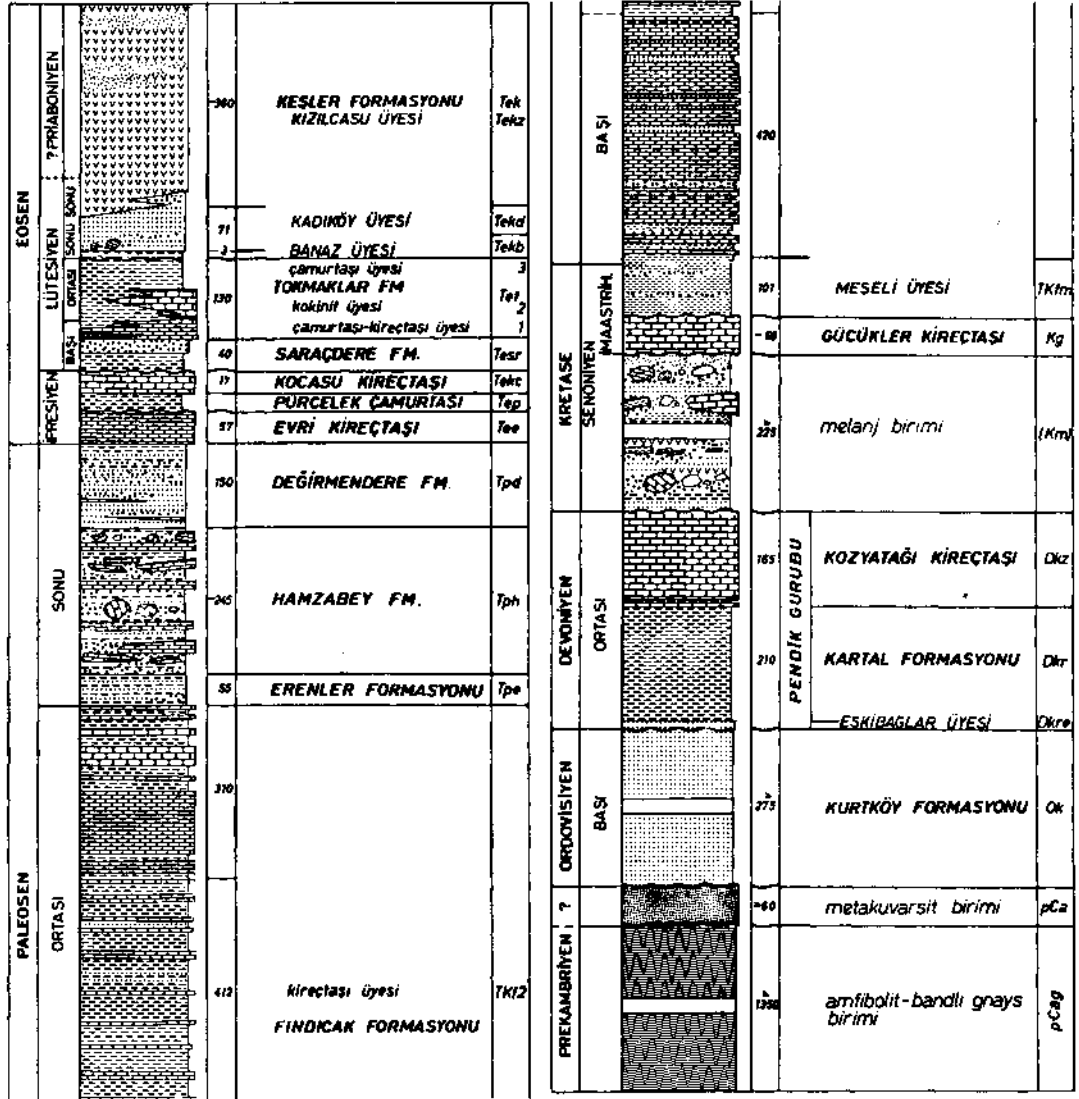 EOSEN
? PRİABONİYEN
LÜTESİYEN
SONU
SONU
ORTASI
BAŞI
İPRESİYEN
PALEOSEN
SONU
ORTASI
KESLER FORMASYONU Tek
KIZILCASU ÜYESİ Tekz
71 KADIKÖY ÜYESİ Tekd
BANAZ ÜYESİ Tekb
çamurtaşı üyesi 3
130 TOKMAKLAR FM Tet
kokinit üyesi 2
çamurtaşı-kireçtaşı üyesi 1
40 SARAÇDERE FM. Tesr
17 KOCASU KİREÇTAŞI Tekc
PÜRÇELEK ÇAMURTAŞI Tep
57 EVRİ KİREÇTAŞI Tee
150 DEĞİRMENDERE FM. Tpd
245 HAMZABEY FM. Tph
55 ERENLER FORMASYONU Tpe
310
412 kireçtaşı üyesi TKf2
FINDICAK FORMASYONU
BAŞI
420
KRETASE
SENONİYEN
MAASTRİH.
101 MEŞELİ ÜYESİ TKfm
GÜCÜKLER KİREÇTAŞI Kg
225 melanj birimi (Km)
DEVONİYEN
ORTASI
PENDİK GURUBU
165 KOZYATAĞI KİREÇTAŞI Dkz
210 KARTAL FORMASYONU Dkr
ESKİBAGLAR ÜYESİ Dkre
ORDOVİSİYEN
BAŞI
275 KURTKÖY FORMASYONU Ok
?
60 metakuvarsit birimi pCa
PREKAMBRİYEN
1350 amfibolit-bandlı gnays
birimi pCag